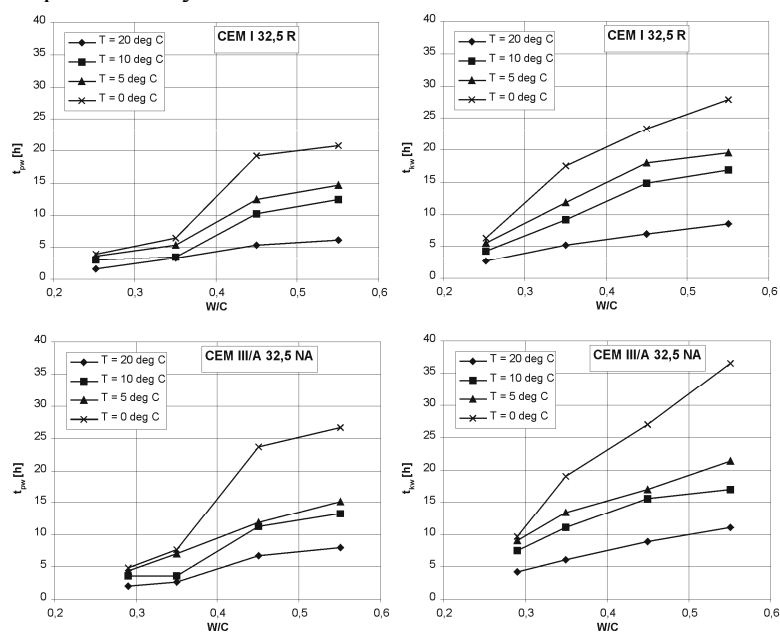 40
35
30
25
20
15
10
5
0
t_pw [h]
CEM I 32,5 R
T = 20 deg C
T = 10 deg C
T = 5 deg C
T = 0 deg C
0,2 0,3 0,4 0,5 0,6
W/C
40
35
30
25
20
15
10
5
0
t_kw [h]
CEM I 32,5 R
T = 20 deg C
T = 10 deg C
T = 5 deg C
T = 0 deg C
0,2 0,3 0,4 0,5 0,6
W/C
40
35
30
25
20
15
10
5
0
t_pw [h]
CEM III/A 32,5 NA
T = 20 deg C
T = 10 deg C
T = 5 deg C
T = 0 deg C
0,2 0,3 0,4 0,5 0,6
W/C
40
35
30
25
20
15
10
5
0
t_kw [h]
CEM III/A 32,5 NA
T = 20 deg C
T = 10 deg C
T = 5 deg C
T = 0 deg C
0,2 0,3 0,4 0,5 0,6
W/C